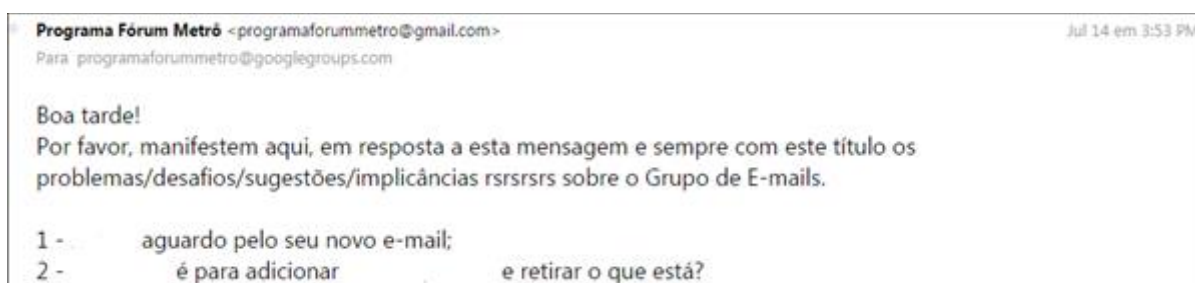 Programa Fórum Metrô <programaforummetro@gmail.com> Jul 14 em 3:53 PM
Para programaforummetro@googlegroups.com
Boa tarde!
Por favor, manifestem aqui, em resposta a esta mensagem e sempre com este título os
problemas/desafios/sugestões/implicâncias rsrsrsrs sobre o Grupo de E-mails.
1 - aguardo pelo seu novo e-mail;
2 - é para adicionar e retirar o que está?